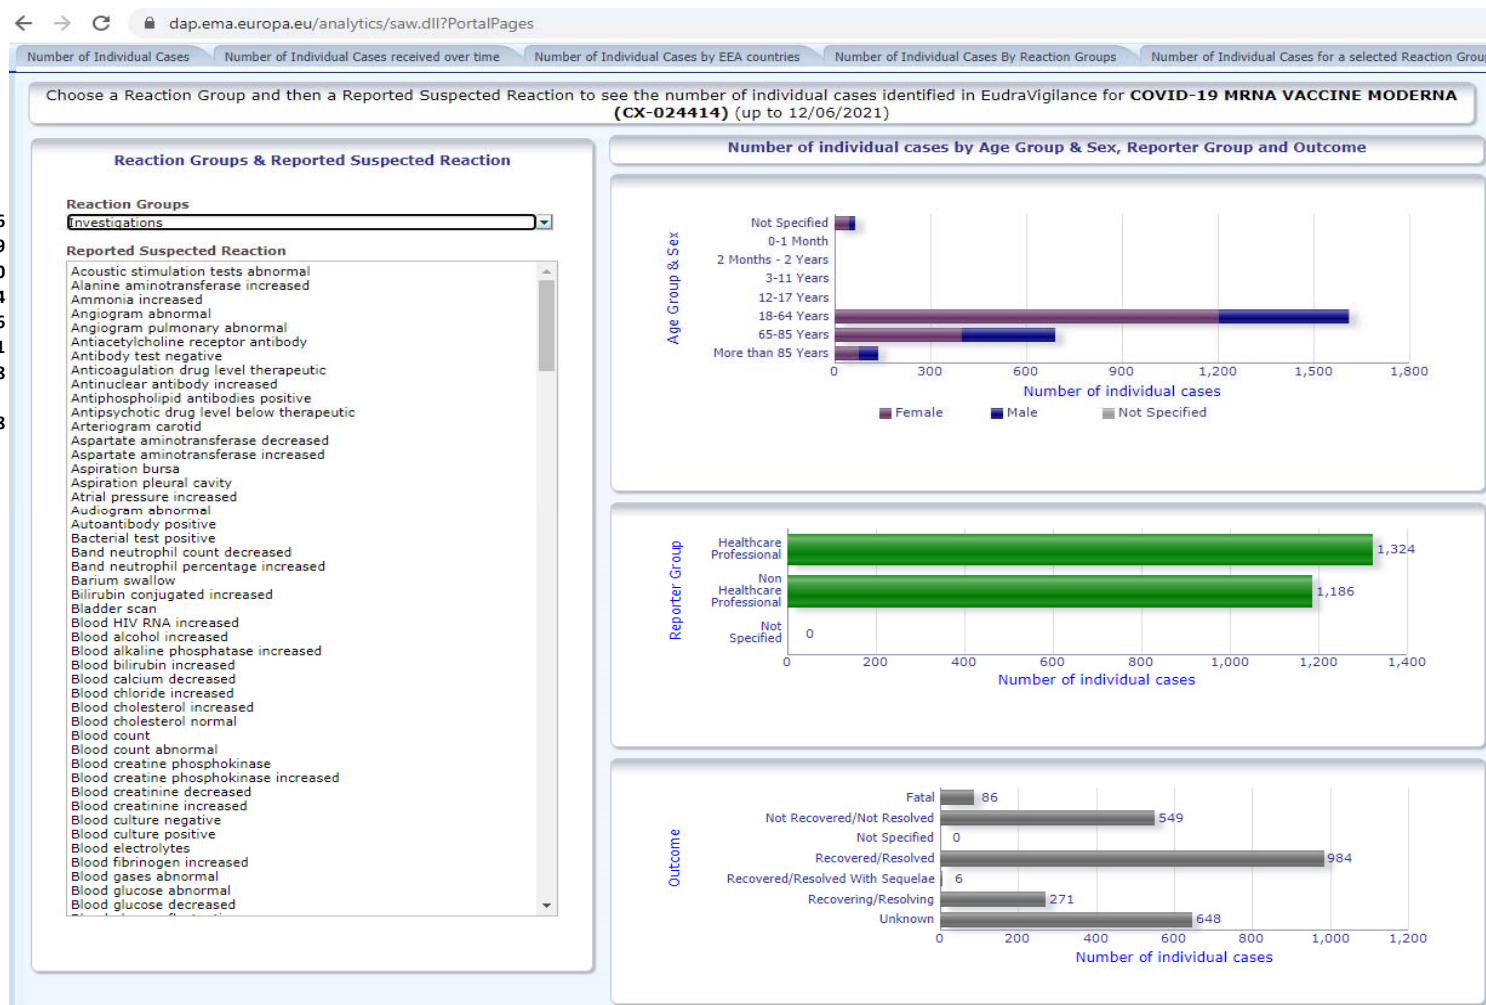 dap.ema.europa.eu/analytics/saw.dll?PortalPages
Number of Individual Cases
Number of Individual Cases received over time
Number of Individual Cases by EEA countries
Number of Individual Cases By Reaction Groups
Number of Individual Cases for a selected Reaction Grou
Choose a Reaction Group and then a Reported Suspected Reaction to see the number of individual cases identified in EudraVigilance for COVID-19 MRNA VACCINE MODERNA
(CX-024414) (up to 12/06/2021)
Reaction Groups & Reported Suspected Reaction
Reaction Groups
Investigations
Reported Suspected Reaction
Acoustic stimulation tests abnormal
Alanine aminotransferase increased
Ammonia increased
Angiogram abnormal
Angiogram pulmonary abnormal
Antiacetylcholine receptor antibody
Antibody test negative
Anticoagulation drug level therapeutic
Antinuclear antibody increased
Antiphospholipid antibodies positive
Antipsychotic drug level below therapeutic
Arteriogram carotid
Aspartate aminotransferase decreased
Aspartate aminotransferase increased
Aspiration bursa
Aspiration pleural cavity
Atrial pressure increased
Audiogram abnormal
Autoantibody positive
Bacterial test positive
Band neutrophil count decreased
Band neutrophil percentage increased
Barium swallow
Bilirubin conjugated increased
Bladder scan
Blood HIV RNA increased
Blood alcohol increased
Blood alkaline phosphatase increased
Blood bilirubin increased
Blood calcium decreased
Blood chloride increased
Blood cholesterol increased
Blood cholesterol normal
Blood count
Blood count abnormal
Blood creatine phosphokinase
Blood creatine phosphokinase increased
Blood creatinine decreased
Blood creatinine increased
Blood culture negative
Blood culture positive
Blood electrolytes
Blood fibrinogen increased
Blood gases abnormal
Blood glucose abnormal
Blood glucose decreased
Number of individual cases by Age Group & Sex, Reporter Group and Outcome
Age Group & Sex
Not Specified
0-1 Month
2 Months - 2 Years
3-11 Years
12-17 Years
18-64 Years
65-85 Years
More than 85 Years
0 300 600 900 1,200 1,500 1,800
Number of individual cases
Female Male Not Specified
Reporter Group
Healthcare
Professional
1,324
Non
Healthcare
Professional
1,186
Not
Specified
0
0 200 400 600 800 1,000 1,200 1,400
Number of individual cases
Outcome
Fatal 86
Not Recovered/Not Resolved 549
Not Specified 0
Recovered/Resolved 984
Recovered/Resolved With Sequelae 6
Recovering/Resolving 271
Unknown 648
0 200 400 600 800 1,000 1,200
Number of individual cases